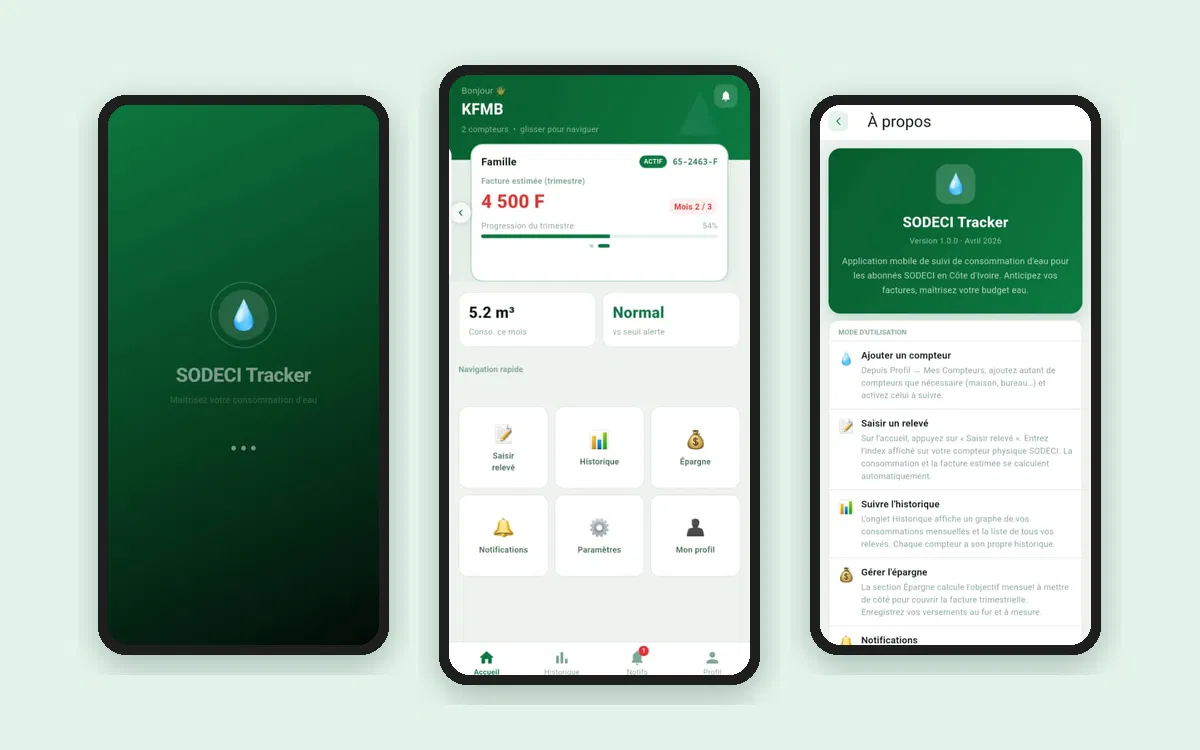 SODECI Tracker
Maîtrisez votre consommation d'eau
Bonjour 👋
KFMB
2 compteurs • glisser pour naviguer
Famille
ACTIF
65-2463-F
Facture estimée (trimestre)
4 500 F
Mois 2 / 3
Progression du trimestre
54%
5.2 m³
Conso. ce mois
Normal
vs seuil alerte
Navigation rapide
Saisir
relevé
Historique
Épargne
Notifications
Paramètres
Mon profil
1
Accueil
Historique
Notifs
Profil
À propos
SODECI Tracker
Version 1.0.0 · Avril 2026
Application mobile de suivi de consommation d'eau pour
les abonnés SODECI en Côte d'Ivoire. Anticipez vos
factures, maîtrisez votre budget eau.
MODE D'UTILISATION
Ajouter un compteur
Depuis Profil → Mes Compteurs, ajoutez autant de
compteurs que nécessaire (maison, bureau…) et
activez celui à suivre.
Saisir un relevé
Sur l'accueil, appuyez sur « Saisir relevé ». Entrez
l'index affiché sur votre compteur physique SODECI. La
consommation et la facture estimée se calculent
automatiquement.
Suivre l'historique
L'onglet Historique affiche un graphe de vos
consommations mensuelles et la liste de tous vos
relevés. Chaque compteur a son propre historique.
Gérer l'épargne
La section Épargne calcule l'objectif mensuel à mettre
de côté pour couvrir la facture trimestrielle.
Enregistrez vos versements au fur et à mesure.
Notifications